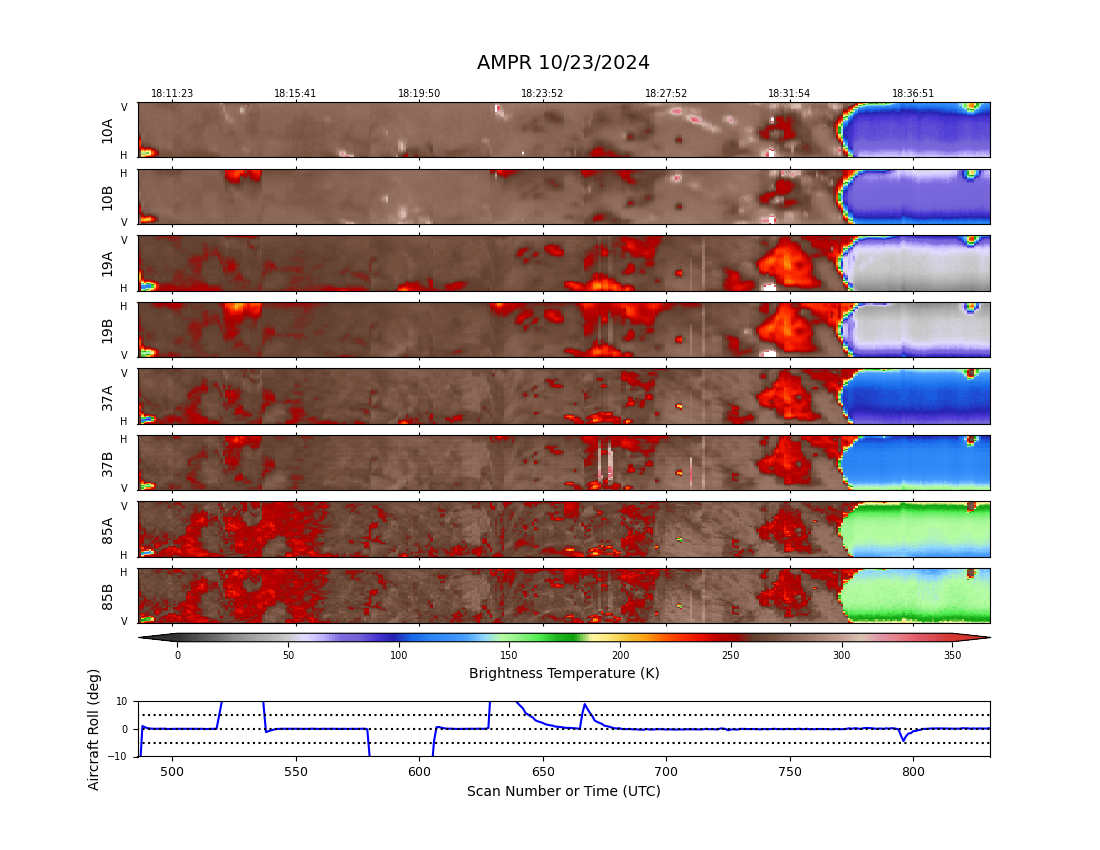 AMPR 10/23/2024
18:11:23 18:15:41 18:19:50 18:23:52 18:27:52 18:31:54 18:36:51
V
10A
H
H
10B
V
V
19A
H
H
19B
V
V
37A
H
H
37B
V
V
85A
H
H
85B
V
0 50 100 150 200 250 300 350
Brightness Temperature (K)
Aircraft Roll (deg)
10
0
−10
500 550 600 650 700 750 800
Scan Number or Time (UTC)